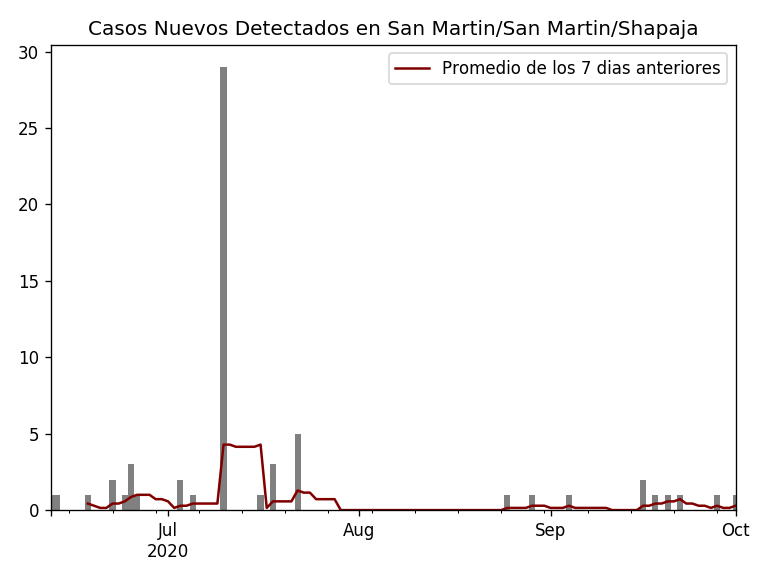 Casos Nuevos Detectados en San Martin/San Martin/Shapaja
Promedio de los 7 dias anteriores
30
25
20
15
10
5
0
Jul
2020
Aug
Sep
Oct